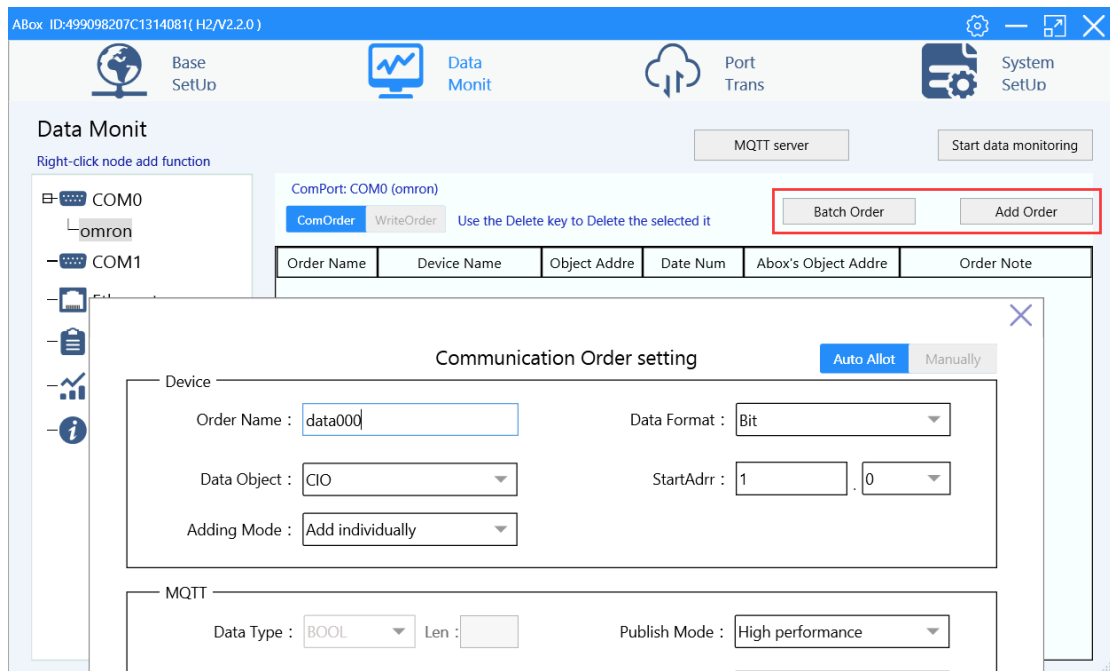 ABox ID:499098207C1314081( H2/V2.2.0 )
Base
SetUp
Data
Monit
Port
Trans
System
SetUp
Data Monit
Right-click node add function
MQTT server
Start data monitoring
COM0
omron
COM1
ComPort: COM0 (omron)
ComOrder WriteOrder Use the Delete key to Delete the selected it
Batch Order
Add Order
Order Name Device Name Object Addre Date Num Abox's Object Addre Order Note
Communication Order setting
Auto Allot Manually
Device
Order Name : data000
Data Format : Bit
Data Object : CIO
StartAdrr : 1 . 0
Adding Mode : Add individually
MQTT
Data Type : BOOL Len :
Publish Mode : High performance